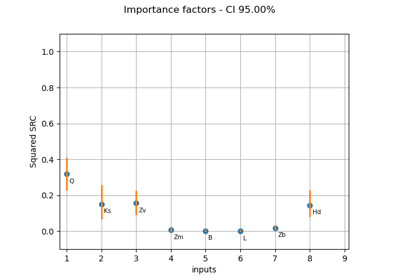 Importance factors - CI 95.00%
1.0
0.8
0.6
0.4
0.2
0.0
Squared SRC
Q
Ks
Zv
Zm
B
L
Zb
Hd
1 2 3 4 5 6 7 8 9
inputs